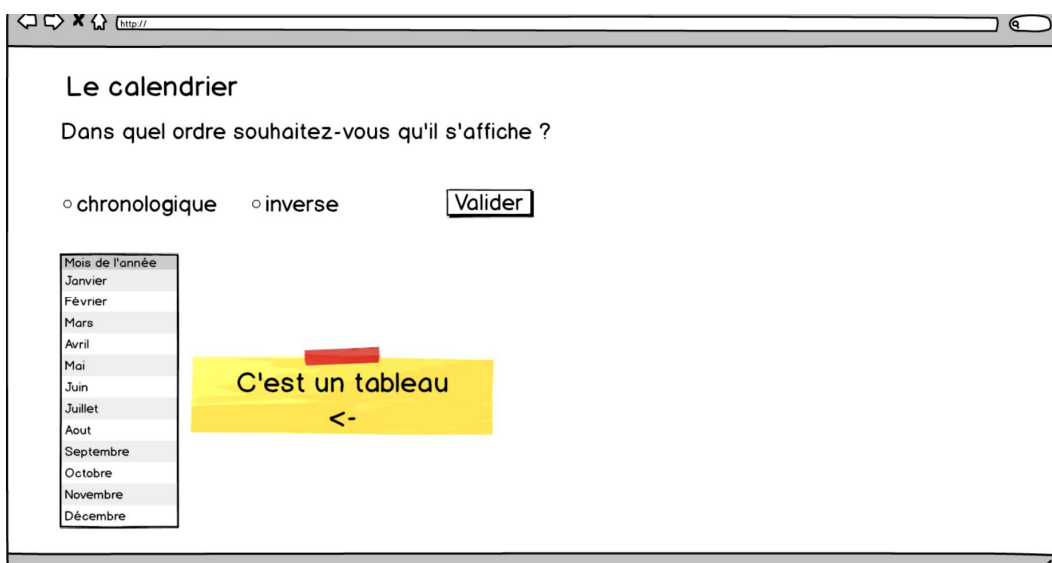 http://
Le calendrier
Dans quel ordre souhaitez-vous qu'il s'affiche ?
chronologique inverse Valider
Mois de l'année
Janvier
Février
Mars
Avril
Mai
Juin
Juillet
Aout
Septembre
Octobre
Novembre
Décembre
C'est un tableau
<-